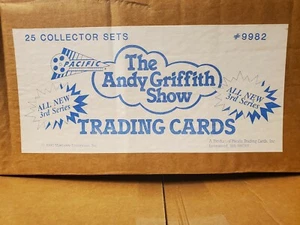 25 COLLECTOR SETS
#9982
PACIFIC
The
Andy Griffith
Show
ALL NEW
3rd Series
ALL NEW
3rd Series
TRADING CARDS